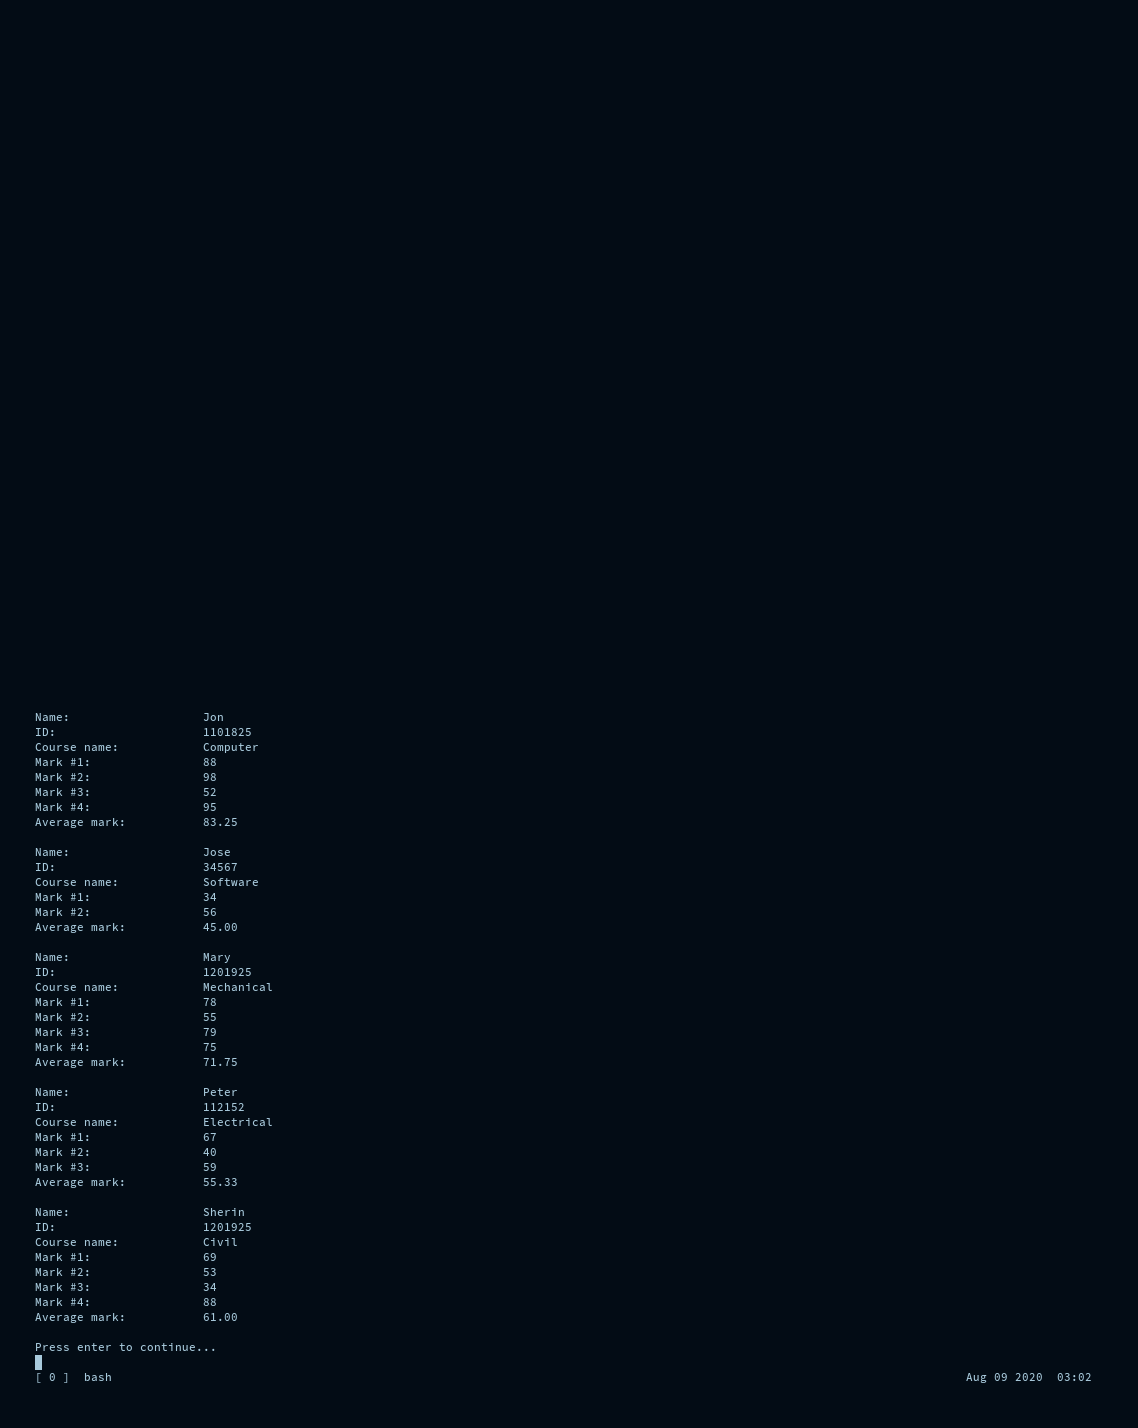 Name: Jon
ID: 1101825
Course name: Computer
Mark #1: 88
Mark #2: 98
Mark #3: 52
Mark #4: 95
Average mark: 83.25
Name: Jose
ID: 34567
Course name: Software
Mark #1: 34
Mark #2: 56
Average mark: 45.00
Name: Mary
ID: 1201925
Course name: Mechanical
Mark #1: 78
Mark #2: 55
Mark #3: 79
Mark #4: 75
Average mark: 71.75
Name: Peter
ID: 112152
Course name: Electrical
Mark #1: 67
Mark #2: 40
Mark #3: 59
Average mark: 55.33
Name: Sherin
ID: 1201925
Course name: Civil
Mark #1: 69
Mark #2: 53
Mark #3: 34
Mark #4: 88
Average mark: 61.00
Press enter to continue...
[ 0 ] bash Aug 09 2020 03:02